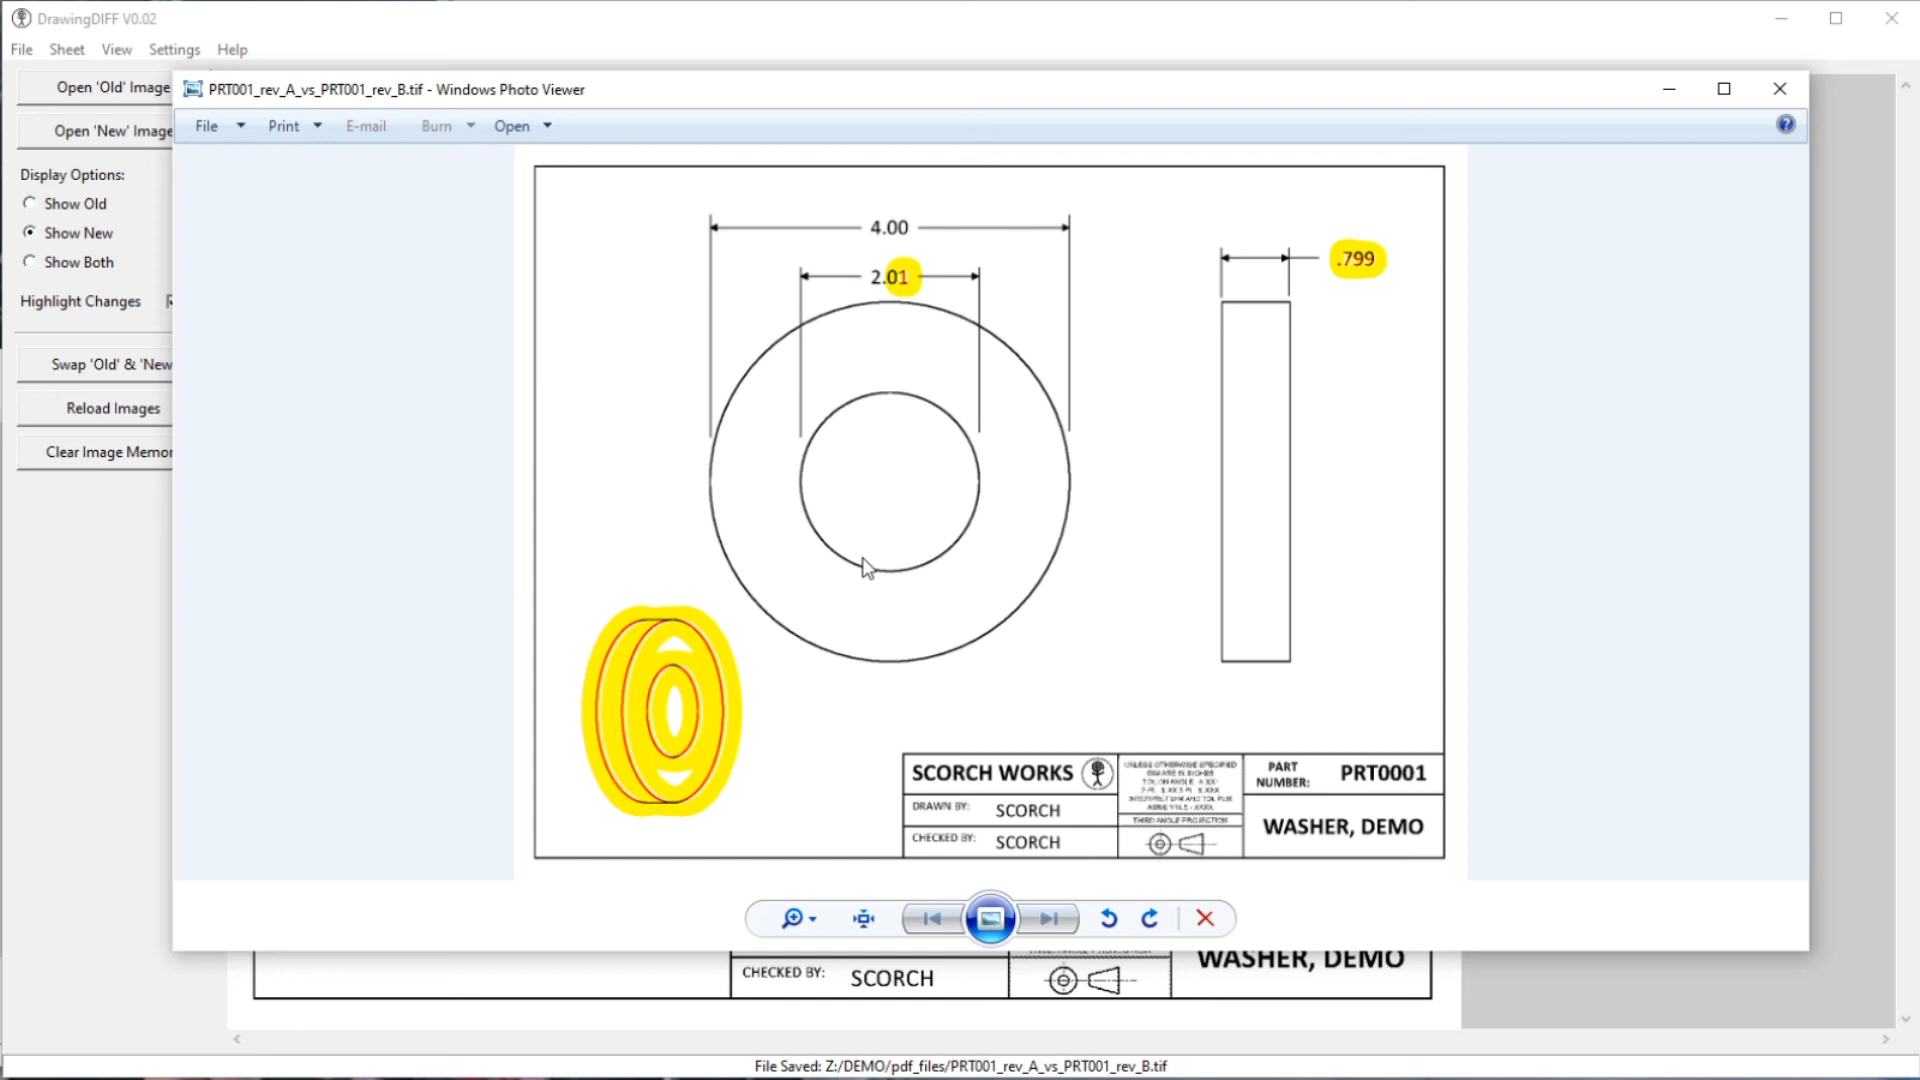 DrawingDIFF V0.02
File Sheet View Settings Help
Open 'Old' Image
Open 'New' Image
Display Options:
Show Old
Show New
Show Both
Highlight Changes
Swap 'Old' & 'New
Reload Images
Clear Image Memor
PRT001_rev_A_vs_PRT001_rev_B.tif - Windows Photo Viewer
File Print E-mail Burn Open
4.00
2.01
.799
SCORCH WORKS
DRAWN BY: SCORCH
CHECKED BY: SCORCH
UNLESS OTHERWISE SPECIFIED
THIRD ANGLE PROJECTION
PART
NUMBER: PRT0001
WASHER, DEMO
CHECKED BY: SCORCH
WASHER, DEMO
File Saved: Z:/DEMO/pdf_files/PRT001_rev_A_vs_PRT001_rev_B.tif